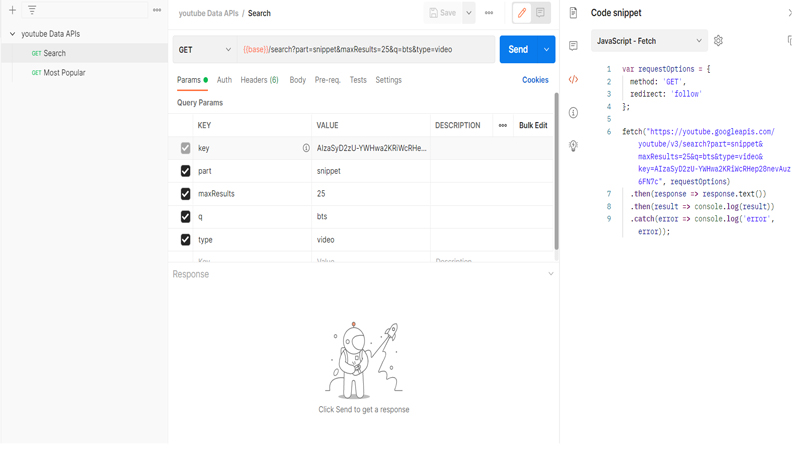 youtube Data APIs
GET Search
GET Most Popular
youtube Data APIs / Search
Save
GET {{base}}/search?part=snippet&maxResults=25&q=bts&type=video
Send
Params Auth Headers (6) Body Pre-req. Tests Settings Cookies
Query Params
KEY VALUE DESCRIPTION Bulk Edit
key AIzaSyD2zU-YWHwa2KRiWcRHe...
part snippet
maxResults 25
q bts
type video
Key Value Description
Response
Click Send to get a response
Code snippet
JavaScript - Fetch
1 var requestOptions = {
2 method: 'GET',
3 redirect: 'follow'
4 };
5
6 fetch("https://youtube.googleapis.com/
youtube/v3/search?part=snippet&
maxResults=25&q=bts&type=video&
key=AIzaSyD2zU-YWHwa2KRiWcRHep28nevAuz
6FN7c", requestOptions)
7 .then(response => response.text())
8 .then(result => console.log(result))
9 .catch(error => console.log('error',
error));